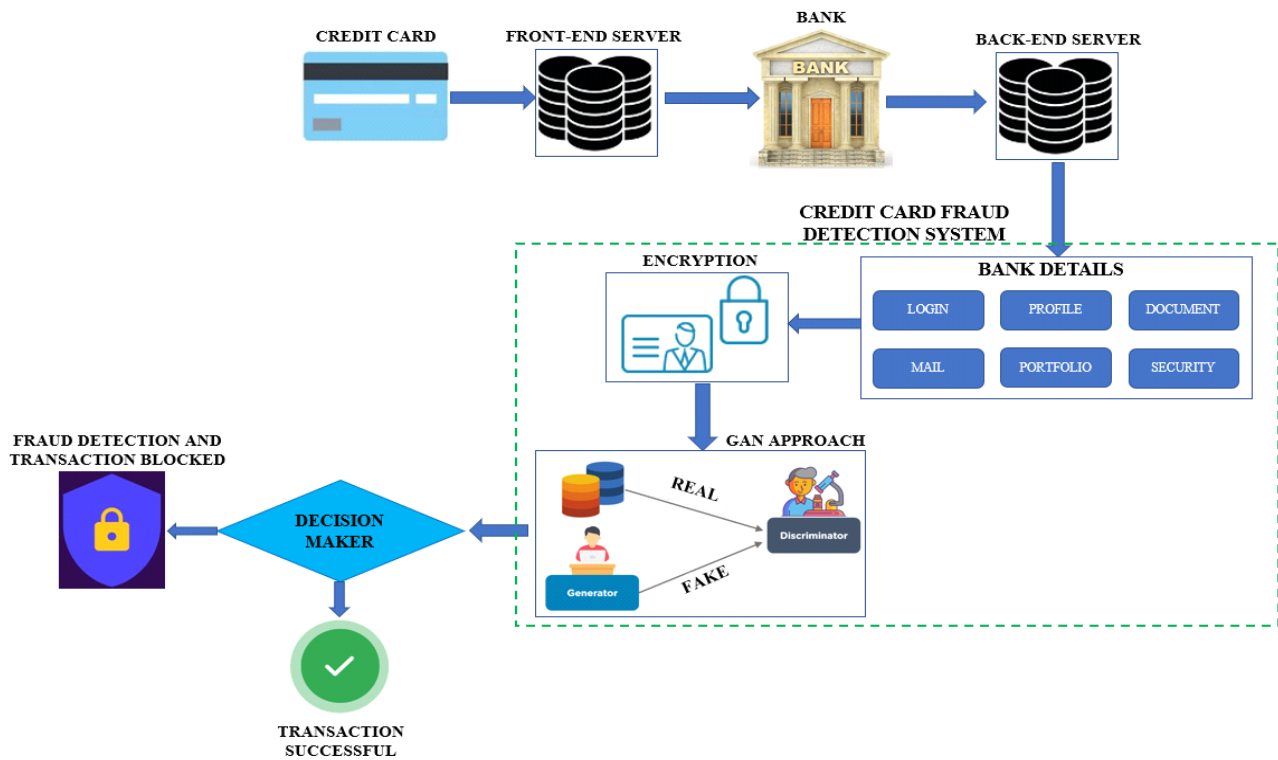 CREDIT CARD
FRONT-END SERVER
BANK
BACK-END SERVER
BANK
CREDIT CARD FRAUD
DETECTION SYSTEM
ENCRYPTION
BANK DETAILS
LOGIN
PROFILE
DOCUMENT
MAIL
PORTFOLIO
SECURITY
GAN APPROACH
REAL
Discriminator
FAKE
Generator
FRAUD DETECTION AND
TRANSACTION BLOCKED
DECISION
MAKER
TRANSACTION
SUCCESSFUL